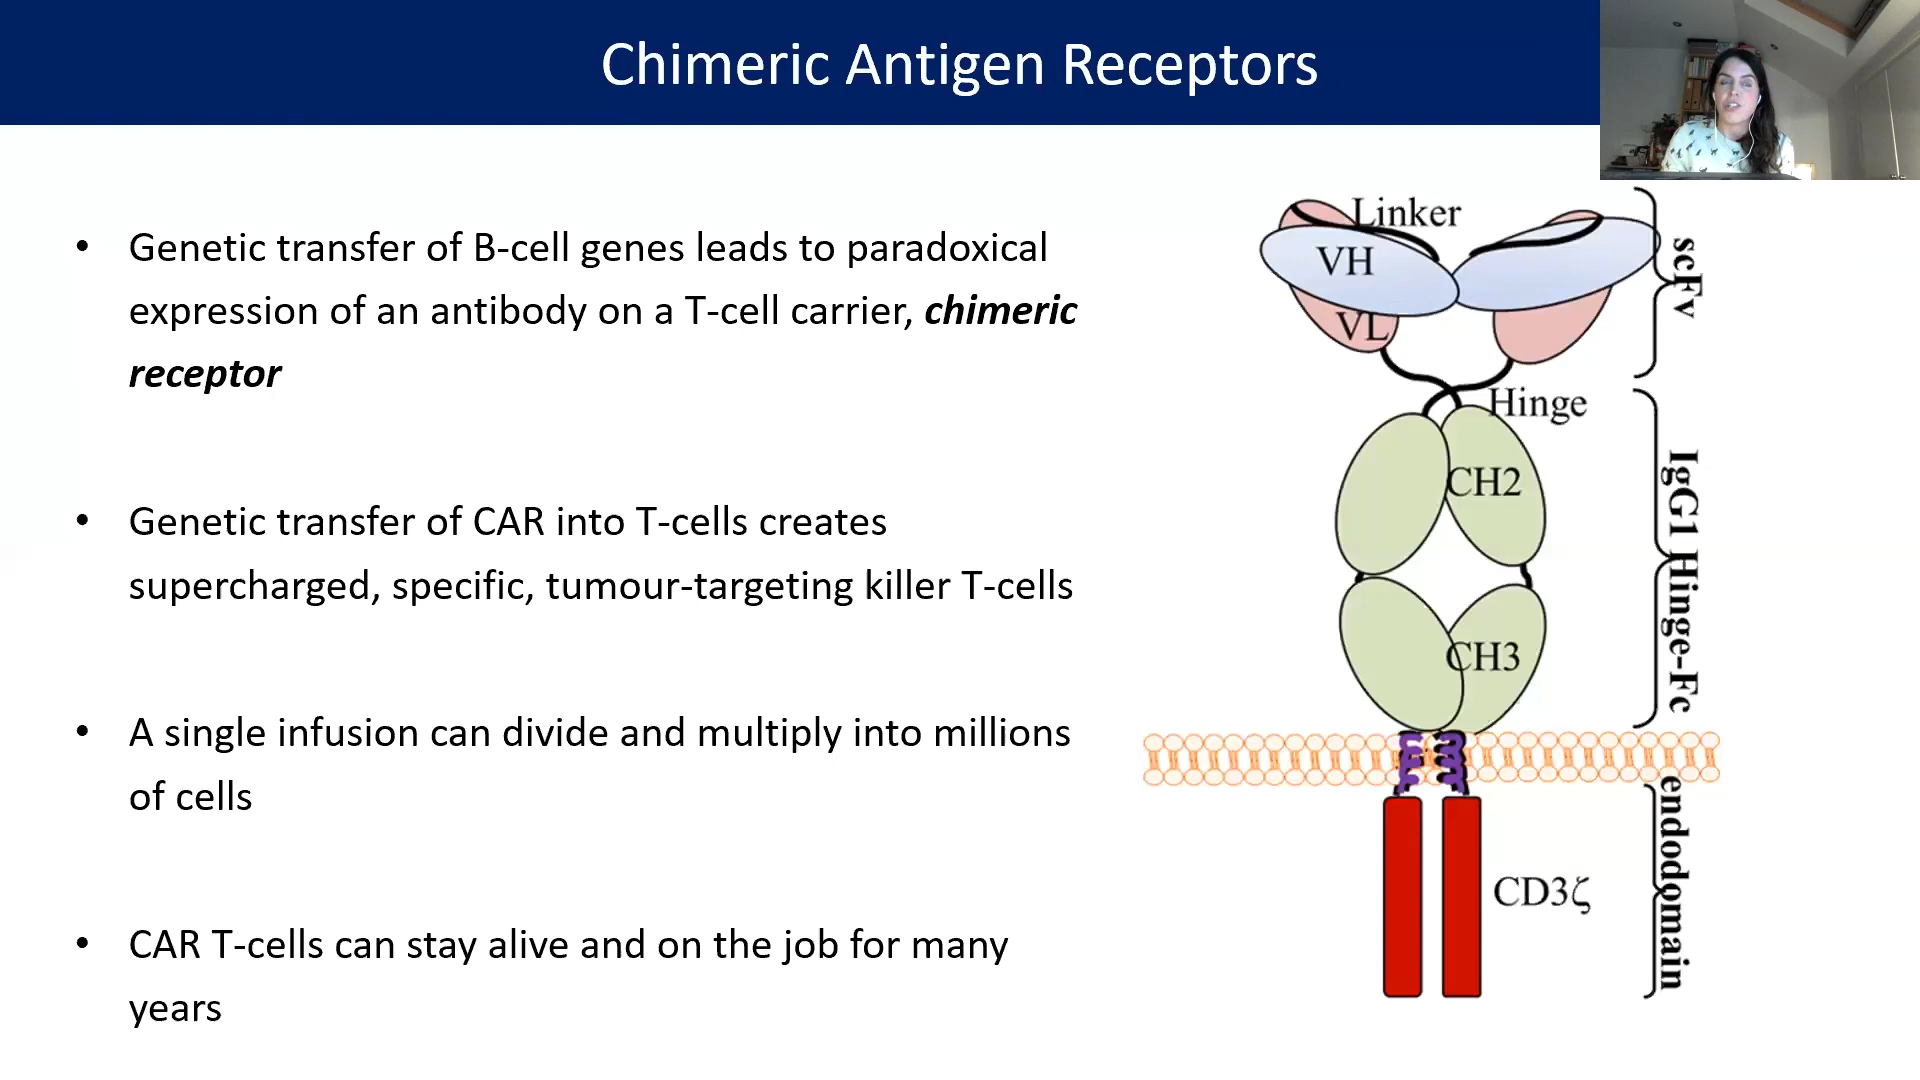 Chimeric Antigen Receptors
• Genetic transfer of B-cell genes leads to paradoxical
expression of an antibody on a T-cell carrier, chimeric
receptor
• Genetic transfer of CAR into T-cells creates
supercharged, specific, tumour-targeting killer T-cells
• A single infusion can divide and multiply into millions
of cells
• CAR T-cells can stay alive and on the job for many
years
Linker
VH
VL
scFv
Hinge
CH2
CH3
IgG1 Hinge-Fc
CD3ζ
endodomain